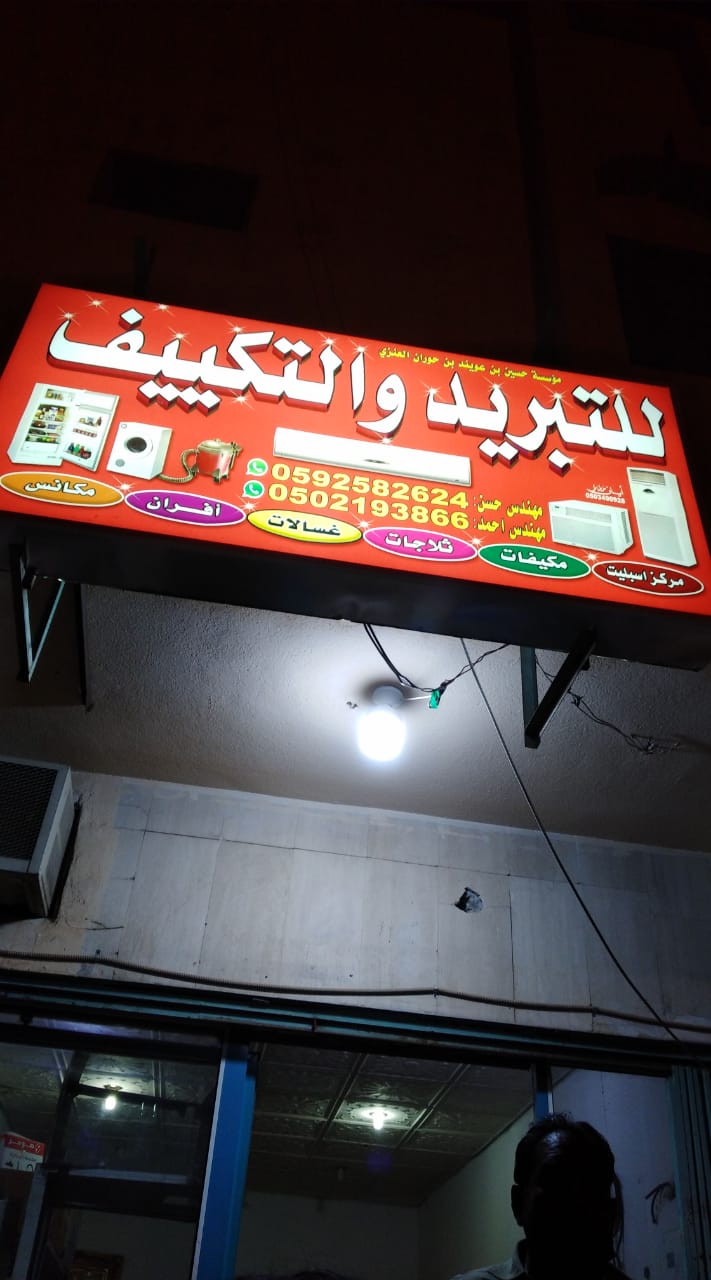 مؤسسة حسين بن عويند بن حوران العنزي
للتبريد والتكييف
مهندس حسن: 0592582624
مهندس احمد: 0502193866
0503490928
مركز اسبليت
مكيفات
ثلاجات
غسالات
أفران
مكانس